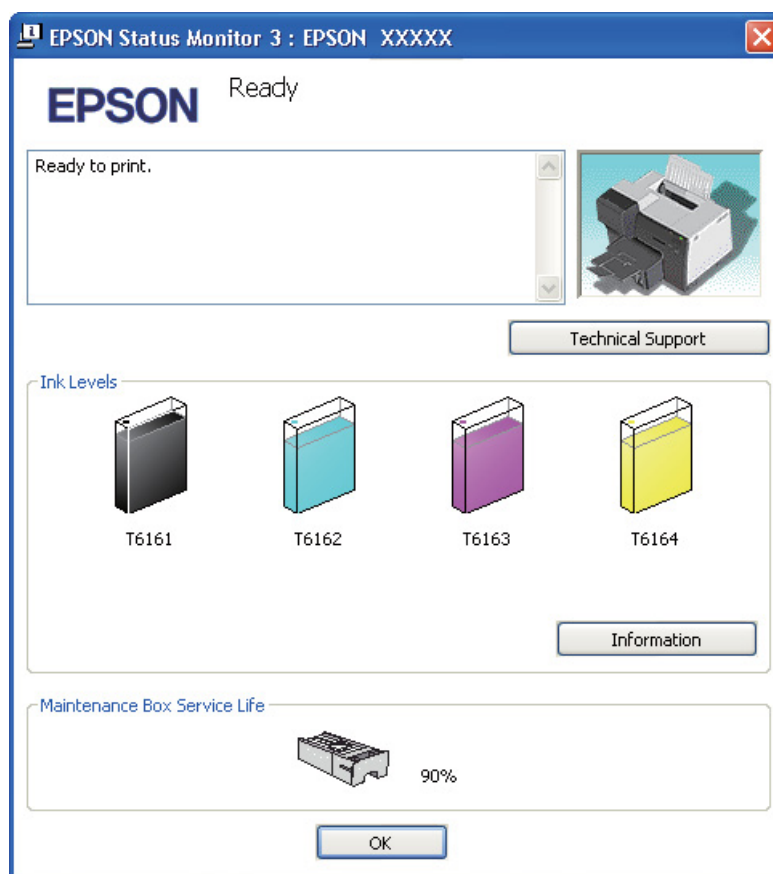 EPSON Status Monitor 3 : EPSON XXXXX
EPSON
Ready
Ready to print.
Technical Support
Ink Levels
T6161
T6162
T6163
T6164
Information
Maintenance Box Service Life
90%
OK